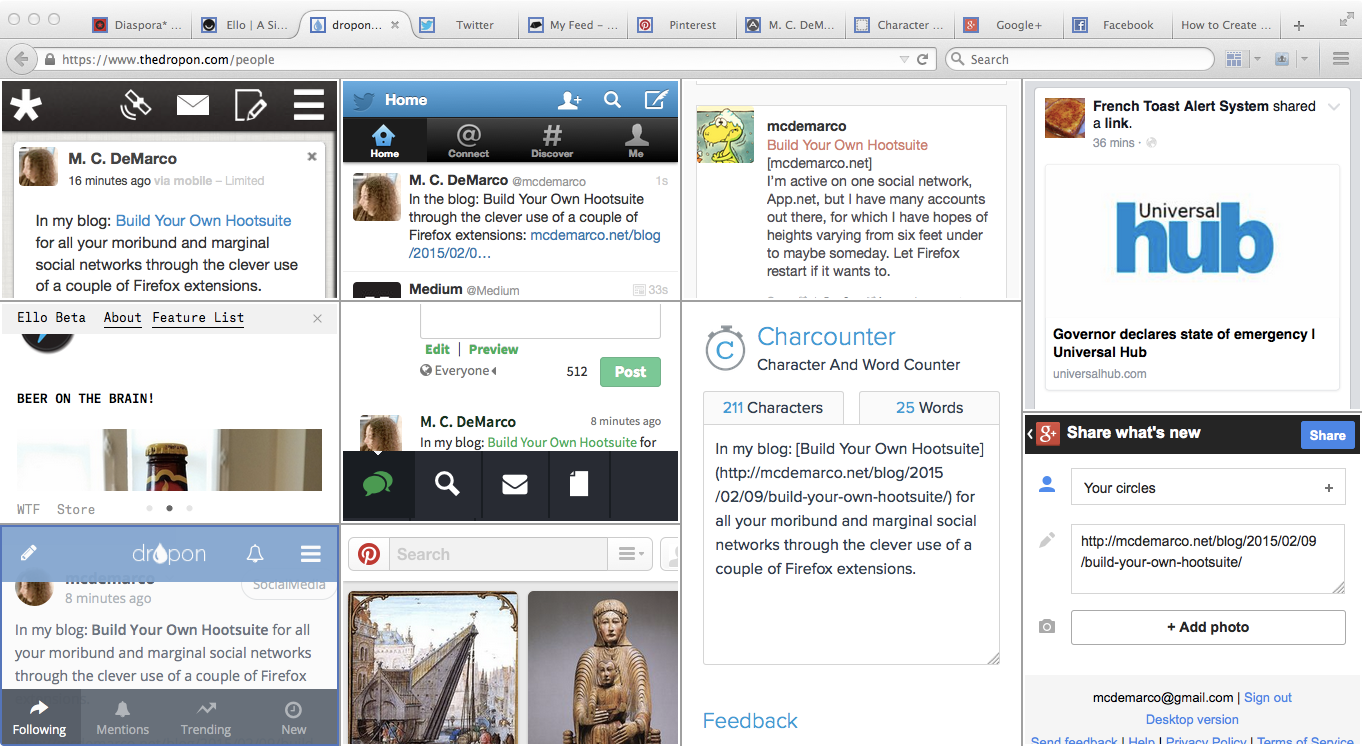 Diaspora* ...
Ello | A Si...
dropon...
Twitter
My Feed – ...
Pinterest
M. C. DeM...
Character ...
Google+
Facebook
How to Create ...
https://www.thedropon.com/people
Search
M. C. DeMarco
16 minutes ago via mobile – Limited
In my blog: Build Your Own Hootsuite
for all your moribund and marginal
social networks through the clever use
of a couple of Firefox extensions.
Home
Home
Connect
Discover
Me
M. C. DeMarco @mcdemarco 1s
In the blog: Build Your Own Hootsuite
through the clever use of a couple of
Firefox extensions: mcdemarco.net/blog
/2015/02/0…
Medium @Medium 33s
mcdemarco
Build Your Own Hootsuite
[mcdemarco.net]
I'm active on one social network,
App.net, but I have many accounts
out there, for which I have hopes of
heights varying from six feet under
to maybe someday. Let Firefox
restart if it wants to.
French Toast Alert System shared
a link.
36 mins ·
Universal
hub
Governor declares state of emergency |
Universal Hub
universalhub.com
Ello Beta About Feature List
BEER ON THE BRAIN!
WTF Store
Edit | Preview
Everyone 512 Post
M. C. DeMarco 8 minutes ago
In my blog: Build Your Own Hootsuite for
Charcounter
Character And Word Counter
211 Characters
25 Words
In my blog: [Build Your Own Hootsuite]
(http://mcdemarco.net/blog/2015
/02/09/build-your-own-hootsuite/) for
all your moribund and marginal social
networks through the clever use of a
couple of Firefox extensions.
Feedback
Share what's new
Share
Your circles +
http://mcdemarco.net/blog/2015/02/09
/build-your-own-hootsuite/
+ Add photo
mcdemarco@gmail.com | Sign out
Desktop version
Send feedback | Help | Privacy Policy | Terms of Service
dropon
mcdemarco
SocialMedia
8 minutes ago
In my blog: Build Your Own Hootsuite for all
your moribund and marginal social networks
through the clever use of a couple of Firefox
Following
Mentions
Trending
New
Search